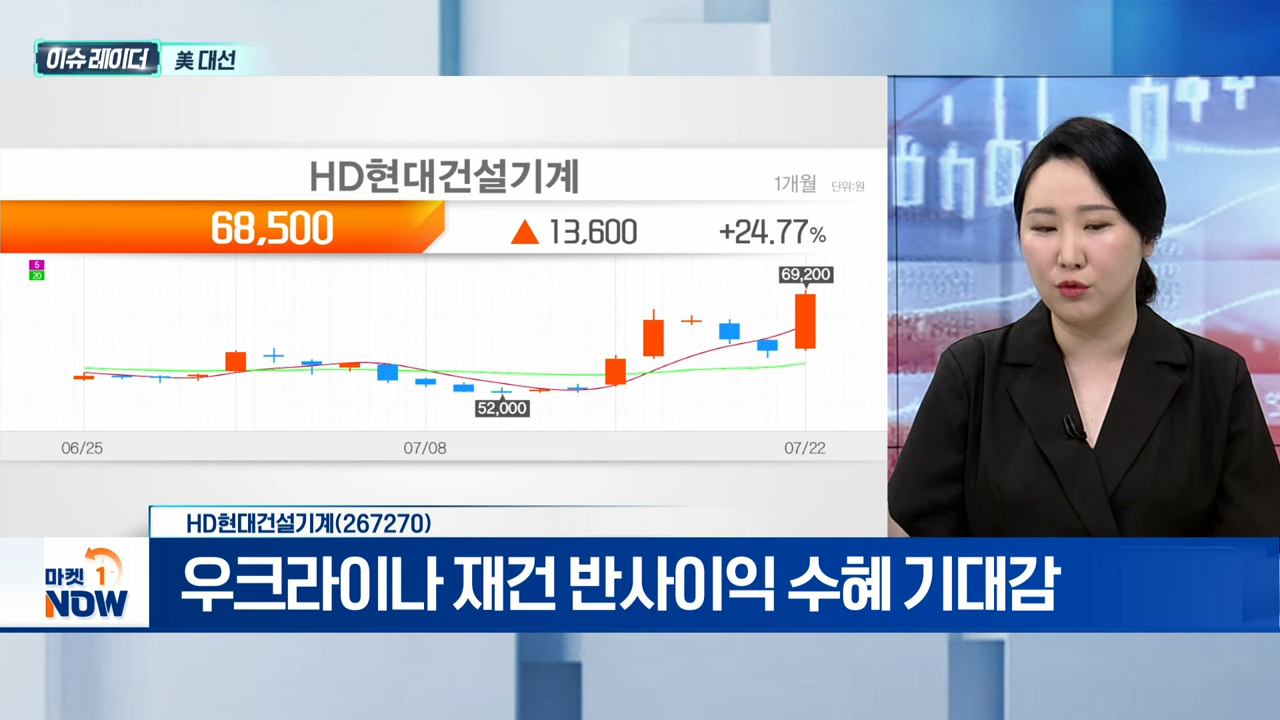 이슈레이더 美 대선
HD현대건설기계
1개월 단위:원
68,500 ▲ 13,600 +24.77%
5
20
69,200
52,000
06/25 07/08 07/22
HD현대건설기계(267270)
마켓 1
NOW
우크라이나 재건 반사이익 수혜 기대감